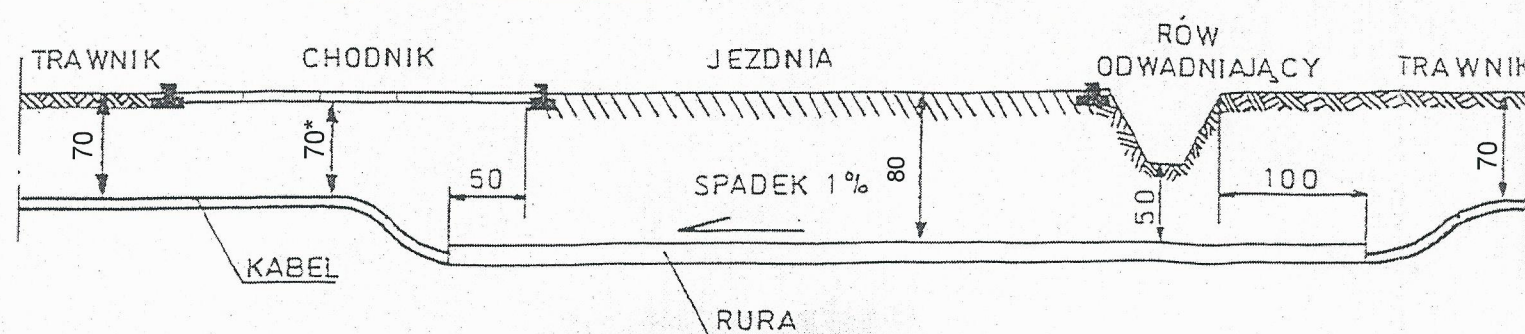 TRAWNIK
CHODNIK
JEZDNIA
RÓW
ODWADNIAJĄCY
TRAWNIK
70
70*
50
SPADEK 1%
80
50
100
70
KABEL
RURA